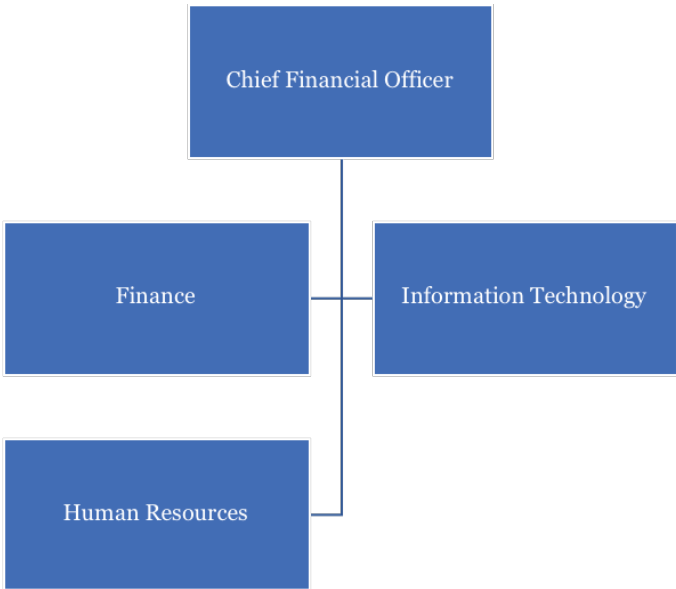 Chief Financial Officer
Finance
Information Technology
Human Resources